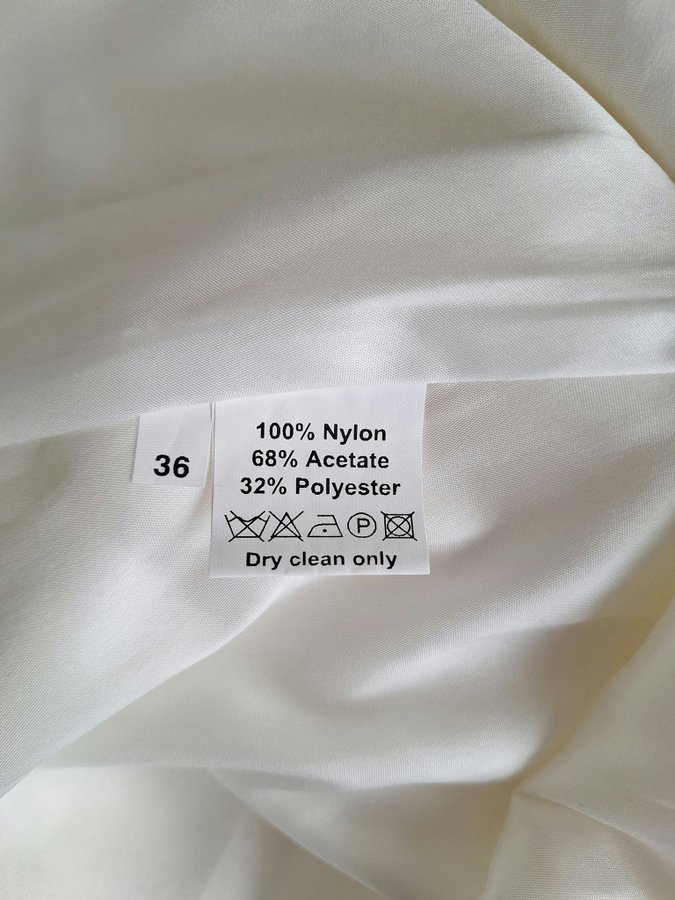 36
100% Nylon
68% Acetate
32% Polyester
P
Dry clean only